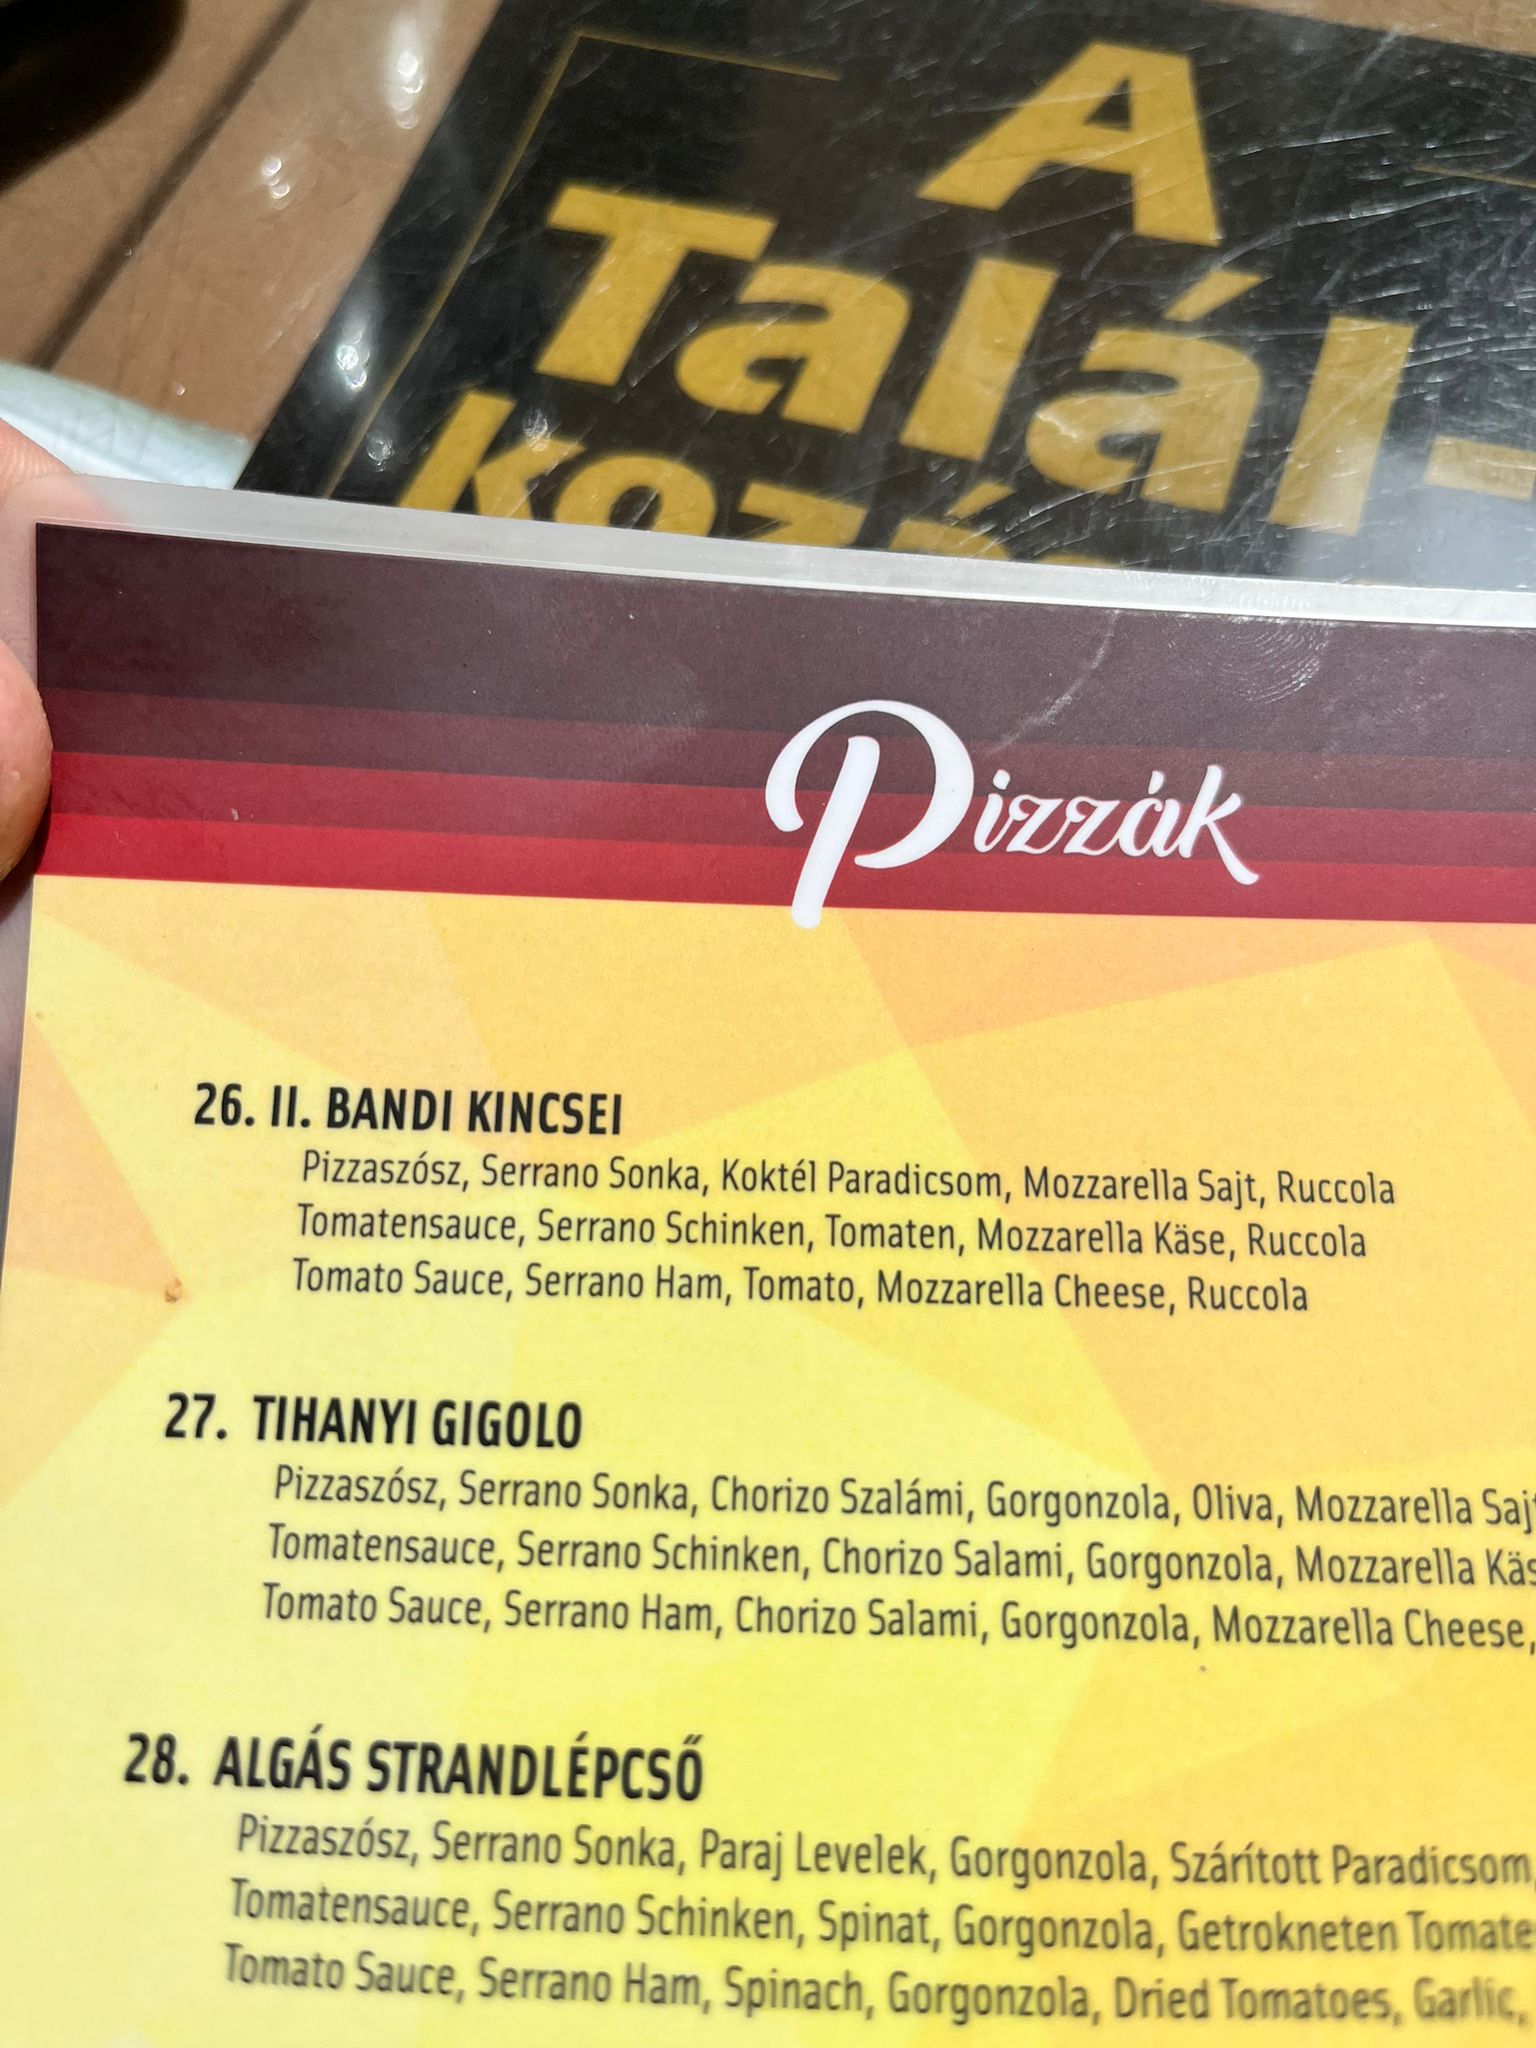 A
Talál-
Pizzák
26. II. BANDI KINCSEI
Pizzaszósz, Serrano Sonka, Koktél Paradicsom, Mozzarella Sajt, Ruccola
Tomatensauce, Serrano Schinken, Tomaten, Mozzarella Käse, Ruccola
Tomato Sauce, Serrano Ham, Tomato, Mozzarella Cheese, Ruccola
27. TIHANYI GIGOLO
Pizzaszósz, Serrano Sonka, Chorizo Szalámi, Gorgonzola, Oliva, Mozzarella Saj
Tomatensauce, Serrano Schinken, Chorizo Salami, Gorgonzola, Mozzarella Käs
Tomato Sauce, Serrano Ham, Chorizo Salami, Gorgonzola, Mozzarella Cheese,
28. ALGÁS STRANDLÉPCSŐ
Pizzaszósz, Serrano Sonka, Paraj Levelek, Gorgonzola, Szárított Paradicsom,
Tomatensauce, Serrano Schinken, Spinat, Gorgonzola, Getrokneten Tomate
Tomato Sauce, Serrano Ham, Spinach, Gorgonzola, Dried Tomatoes, Garlic,